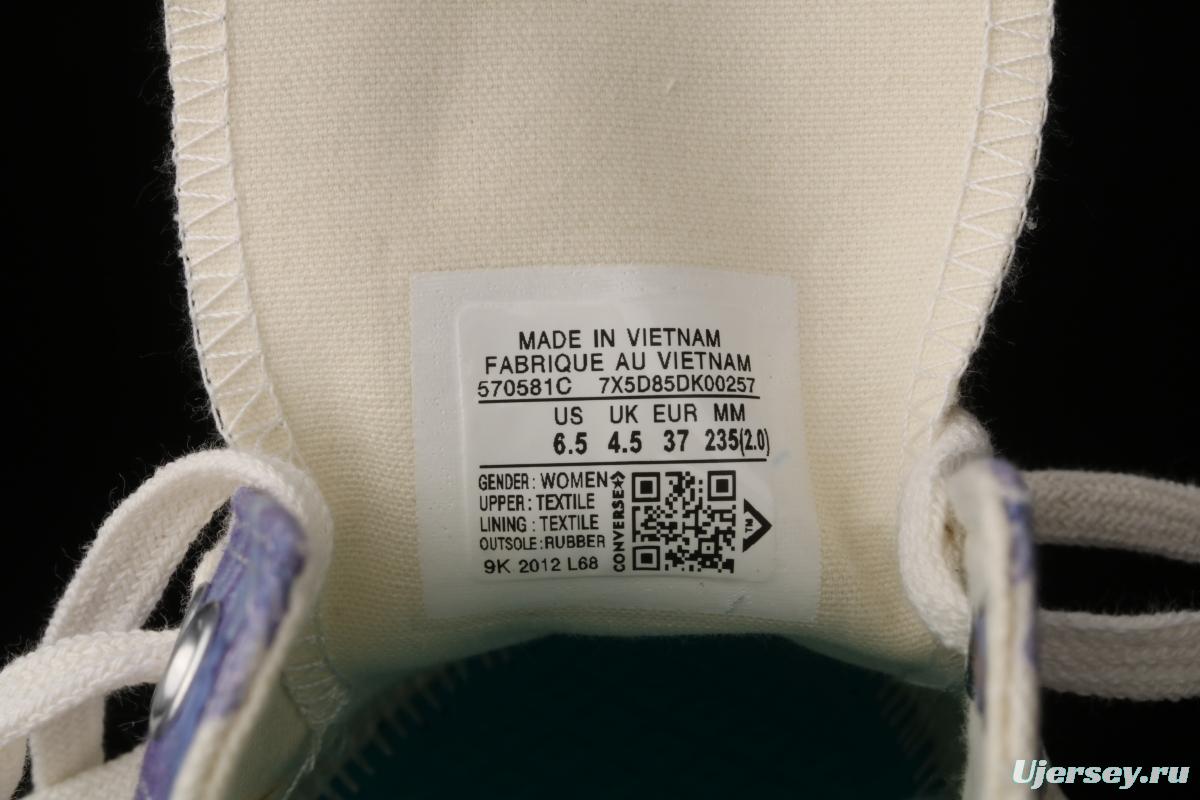 MADE IN VIETNAM
FABRIQUE AU VIETNAM
570581C 7X5D85DK00257
US UK EUR MM
6.5 4.5 37 235(2.0)
GENDER: WOMEN
UPPER: TEXTILE
LINING: TEXTILE
OUTSOLE: RUBBER
9K 2012 L68
CONVERSE
TM
Ujersey.ru